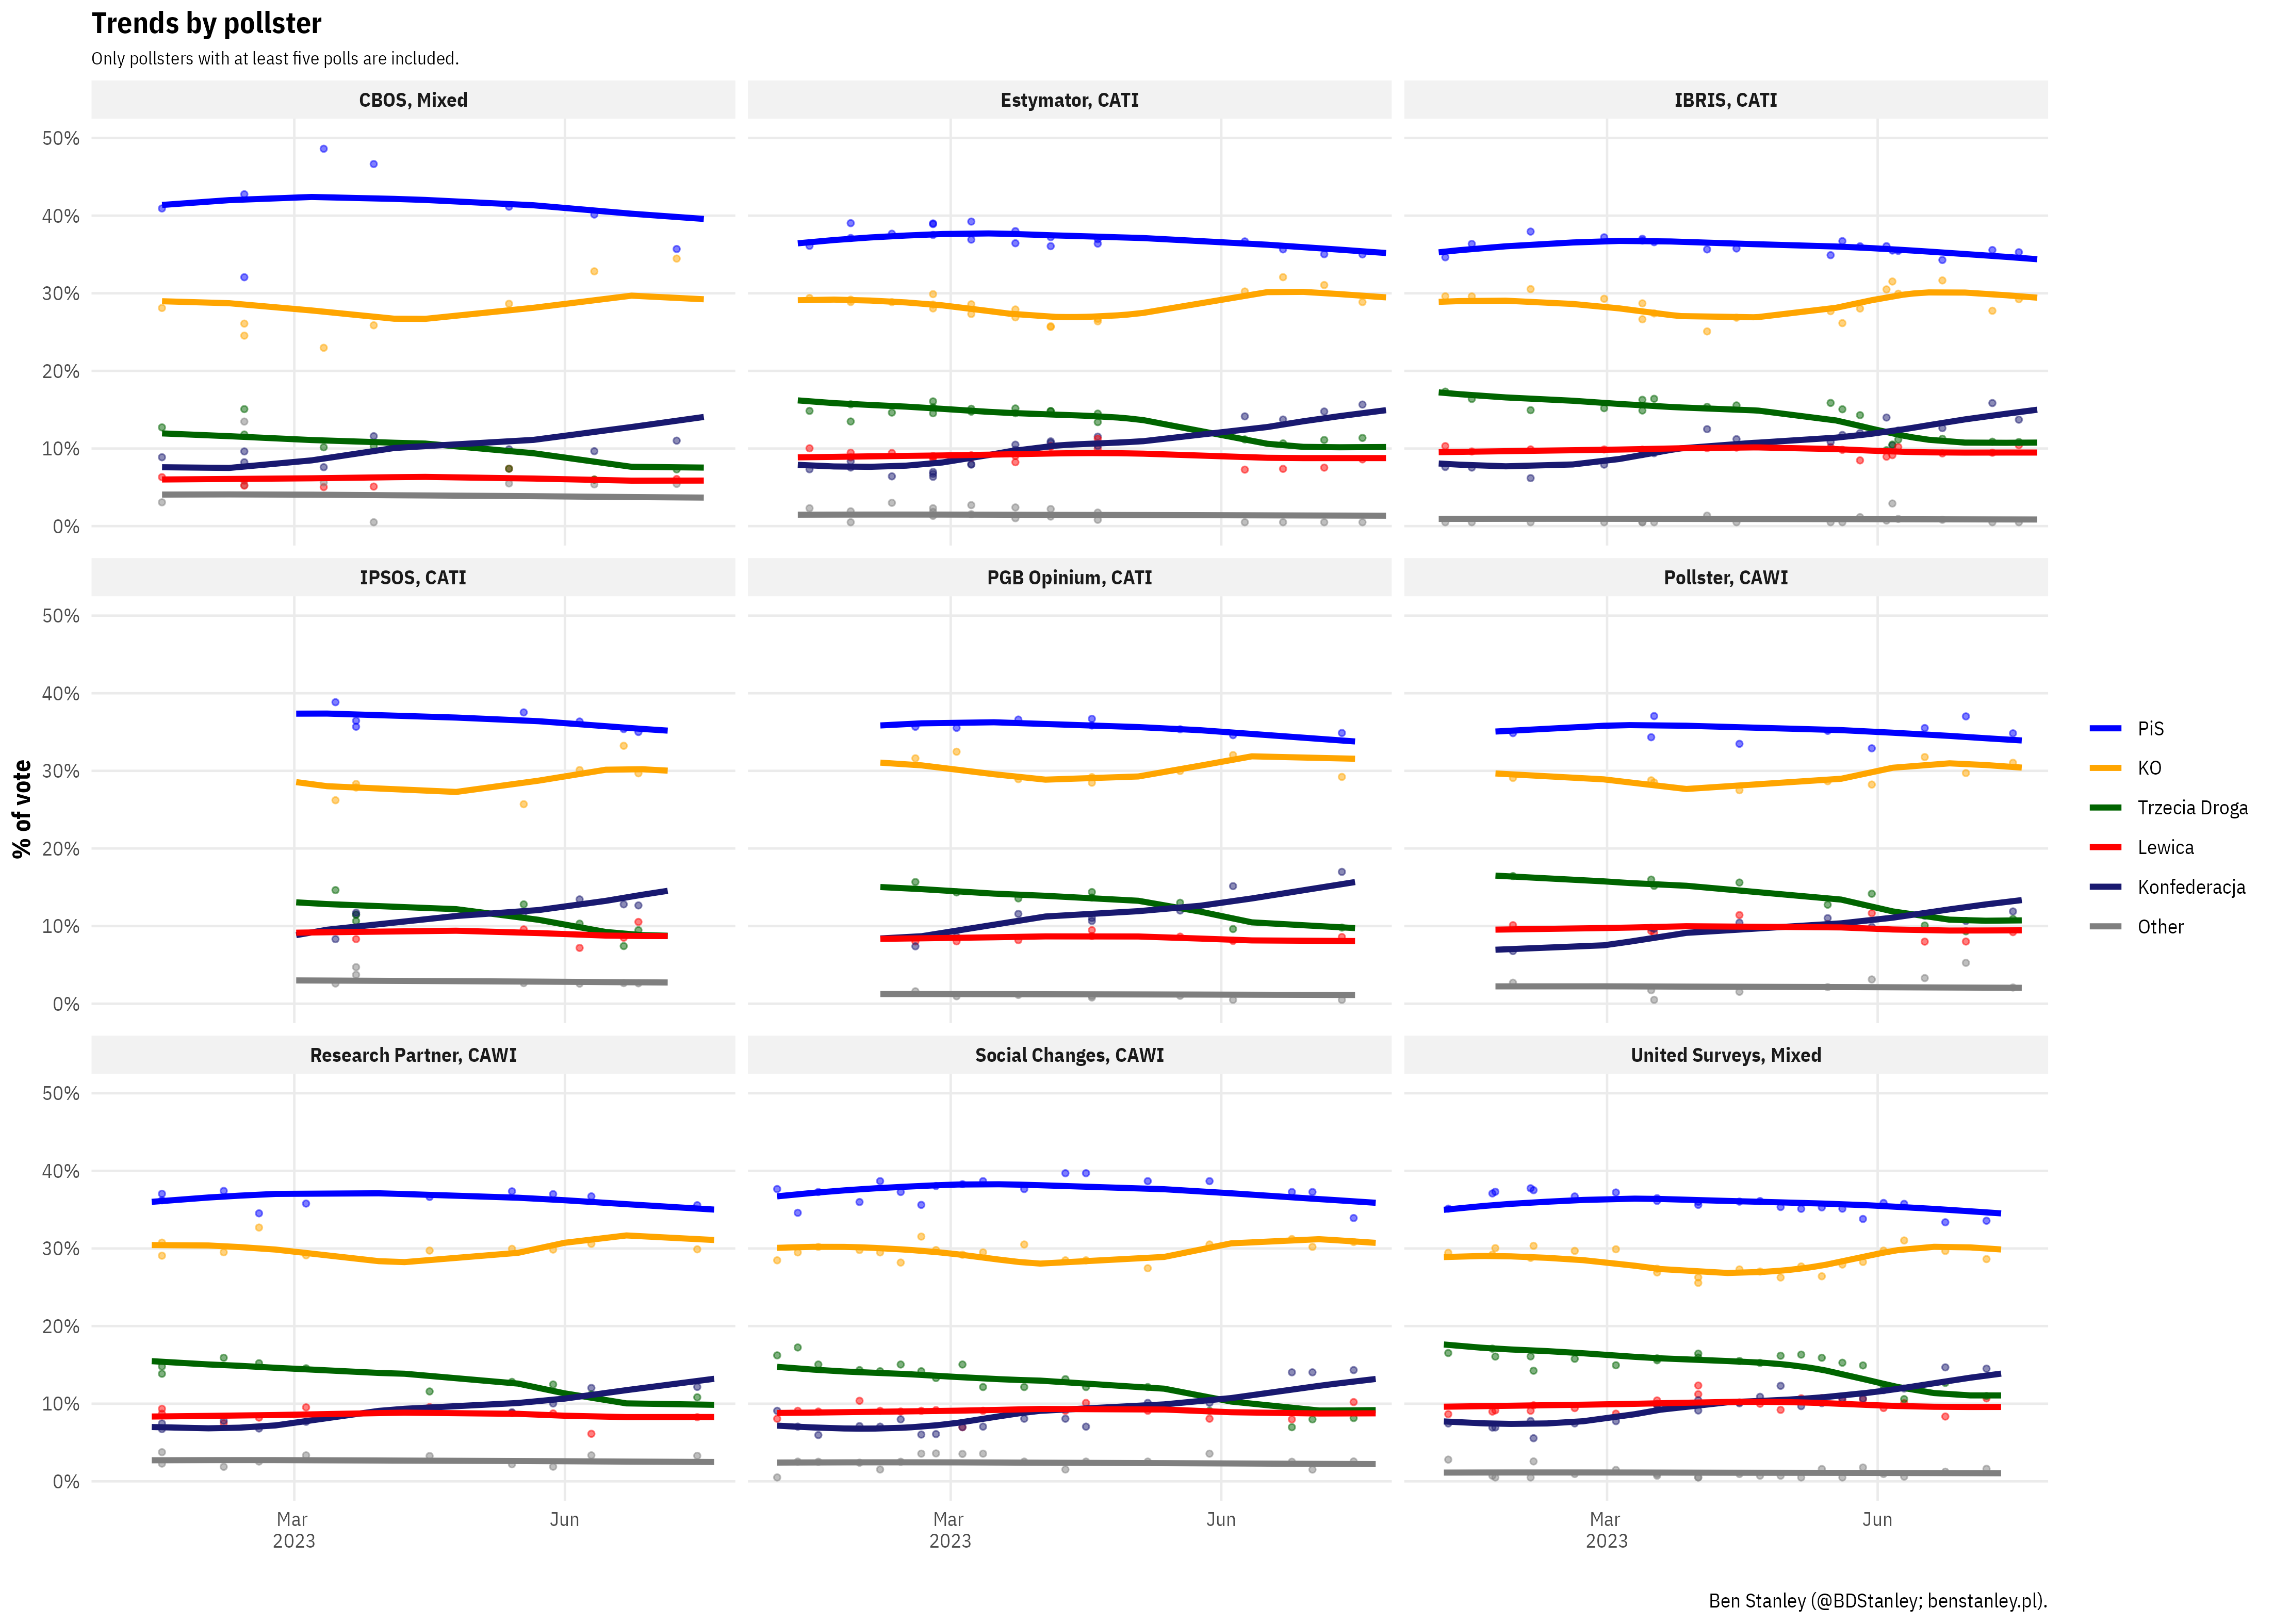 Trends by pollster
Only pollsters with at least five polls are included.
CBOS, Mixed
Estymator, CATI
IBRIS, CATI
50%
40%
30%
20%
10%
0%
IPSOS, CATI
PGB Opinium, CATI
Pollster, CAWI
50%
40%
30%
20%
10%
0%
% of vote
PiS
KO
Trzecia Droga
Lewica
Konfederacja
Other
Research Partner, CAWI
Social Changes, CAWI
United Surveys, Mixed
50%
40%
30%
20%
10%
0%
Mar
2023
Jun
Mar
2023
Jun
Mar
2023
Jun
Ben Stanley (@BDStanley; benstanley.pl).